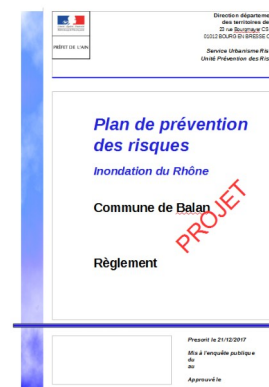 Direction départeme
des territoires de
23 rue Bourgmayer CS
01012 BOURG EN BRESSE C
PRÉFET DE L'AIN
Service Urbanisme Ris
Unité Prévention des Ris
Plan de prévention
des risques
Inondation du Rhône
Commune de Balan
PROJET
Règlement
Prescrit le 21/12/2017
Mis à l'enquête publique
du
au
Approuvé le